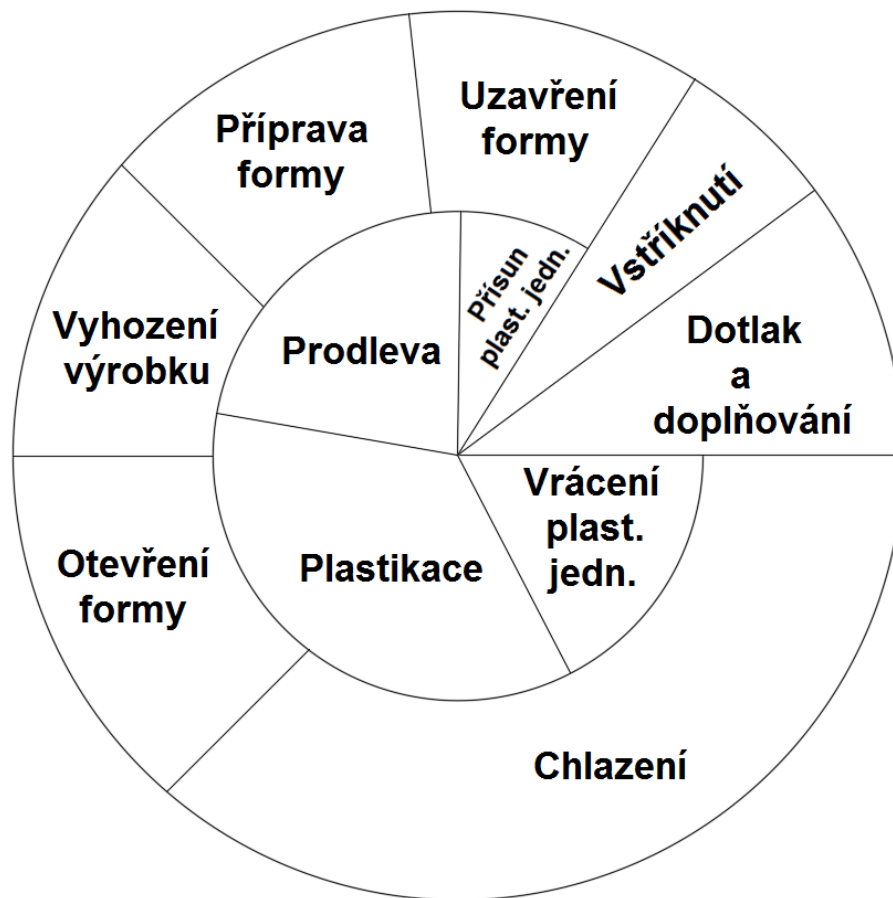 Uzavření
formy
Příprava
formy
Vstříknutí
Přísun
plast. jedn.
Dotlak
a
doplňování
Vyhození
výrobku
Prodleva
Vrácení
plast.
jedn.
Otevření
formy
Plastikace
Chlazení